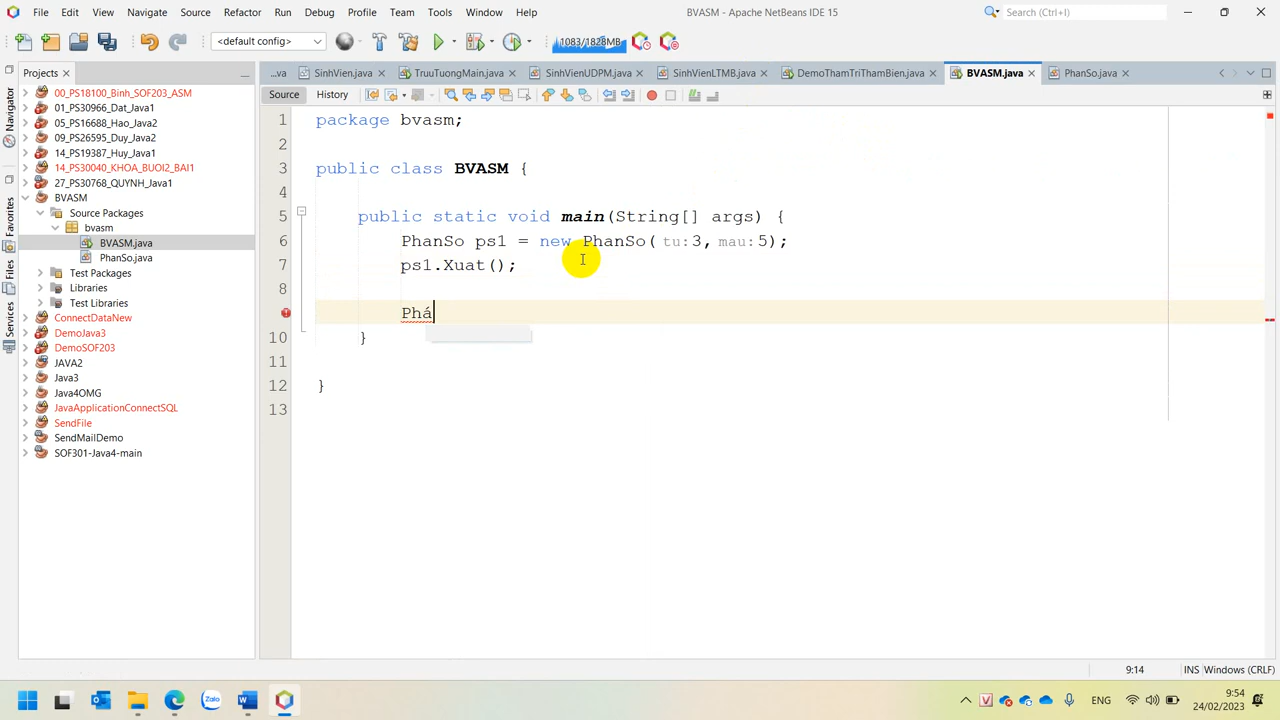 File Edit View Navigate Source Refactor Run Debug Profile Team Tools Window Help
BVASM - Apache NetBeans IDE 15
Search (Ctrl+I)
<default config>
1083/1828MB
Projects
...va
SinhVien.java
TruuTuongMain.java
SinhVienUDPM.java
SinhVienLTMB.java
DemoThamTriThamBien.java
BVASM.java
PhanSo.java
Source History
Navigator
Favorites
Files
Services
00_PS18100_Binh_SOF203_ASM
01_PS30966_Dat_Java1
05_PS16688_Hao_Java2
09_PS26595_Duy_Java2
14_PS19387_Huy_Java1
14_PS30040_KHOA_BUOI2_BAI1
27_PS30768_QUYNH_Java1
BVASM
Source Packages
bvasm
BVASM.java
PhanSo.java
Test Packages
Libraries
Test Libraries
ConnectDataNew
DemoJava3
DemoSOF203
JAVA2
Java3
Java4OMG
JavaApplicationConnectSQL
SendFile
SendMailDemo
SOF301-Java4-main
1 package bvasm;
2
3 public class BVASM {
4
5 public static void main(String[] args) {
6 PhanSo ps1 = new PhanSo( tu:3, mau:5);
7 ps1.Xuat();
8
Phá
10 }
11
12 }
13
9:14 INS Windows (CRLF)
Zalo
ENG
9:54
24/02/2023